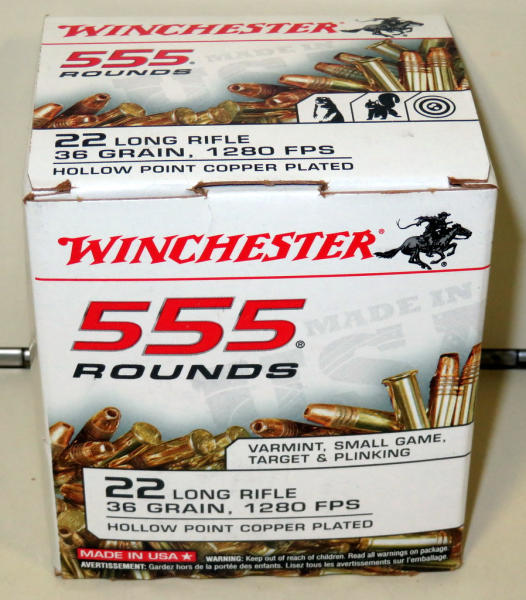 WINCHESTER
555®
ROUNDS
MADE IN
22 LONG RIFLE
36 GRAIN, 1280 FPS
HOLLOW POINT COPPER PLATED
WINCHESTER®
555®
ROUNDS
MADE IN
USA
VARMINT, SMALL GAME,
TARGET & PLINKING
22 LONG RIFLE
36 GRAIN, 1280 FPS
HOLLOW POINT COPPER PLATED
MADE IN USA ★
WARNING: Keep out of reach of children. Read all warnings on package.
AVERTISSEMENT: Gardez hors de la portée des enfants. Lisez tous les avertissements sur l'emballage.